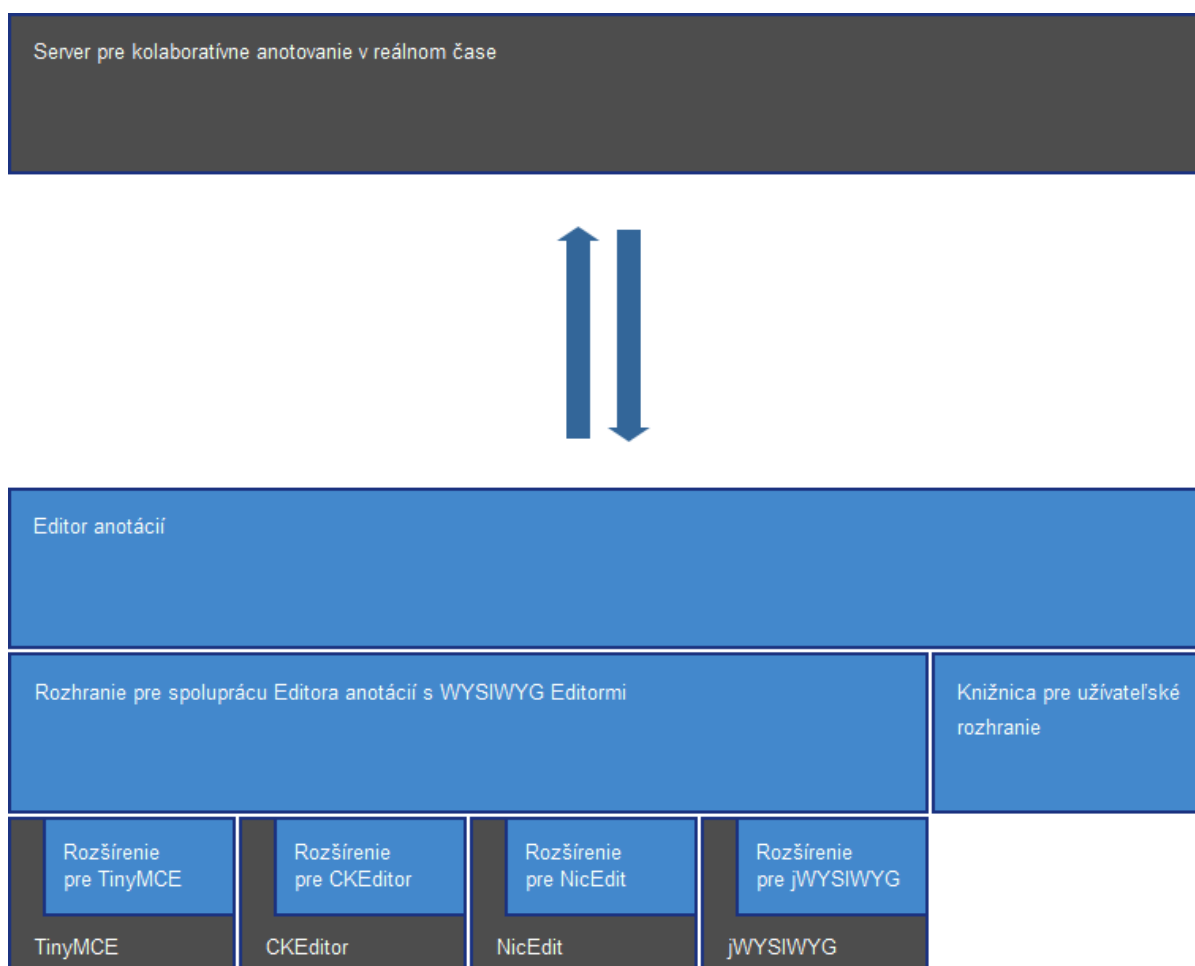 Server pre kolaboratívne anotovanie v reálnom čase
Editor anotácií
Rozhranie pre spoluprácu Editora anotácií s WYSIWYG Editormi
Knižnica pre užívateľské
rozhranie
Rozšírenie
pre TinyMCE
TinyMCE
Rozšírenie
pre CKEditor
CKEditor
Rozšírenie
pre NicEdit
NicEdit
Rozšírenie
pre jWYSIWYG
jWYSIWYG